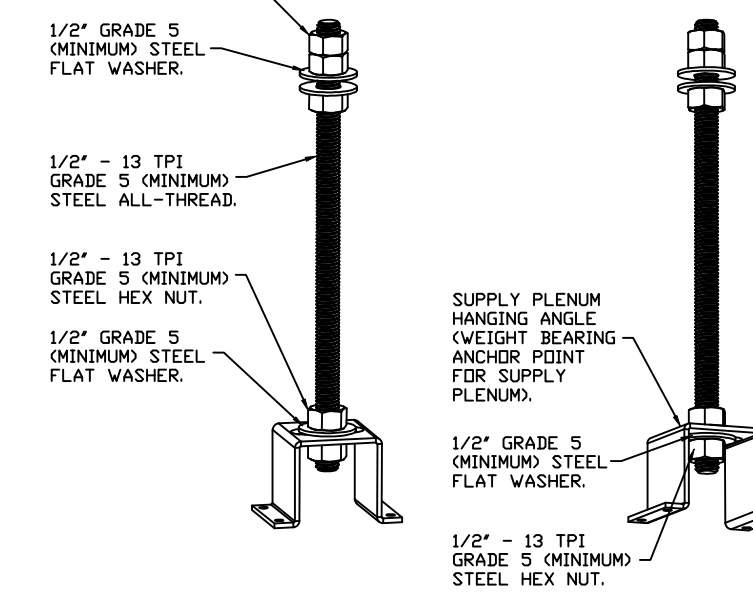 1/2" GRADE 5
(MINIMUM) STEEL
FLAT WASHER.
1/2" - 13 TPI
GRADE 5 (MINIMUM)
STEEL ALL-THREAD.
1/2" - 13 TPI
GRADE 5 (MINIMUM)
STEEL HEX NUT.
1/2" GRADE 5
(MINIMUM) STEEL
FLAT WASHER.
SUPPLY PLENUM
HANGING ANGLE
(WEIGHT BEARING
ANCHOR POINT
FOR SUPPLY
PLENUM).
1/2" GRADE 5
(MINIMUM) STEEL
FLAT WASHER.
1/2" - 13 TPI
GRADE 5 (MINIMUM)
STEEL HEX NUT.